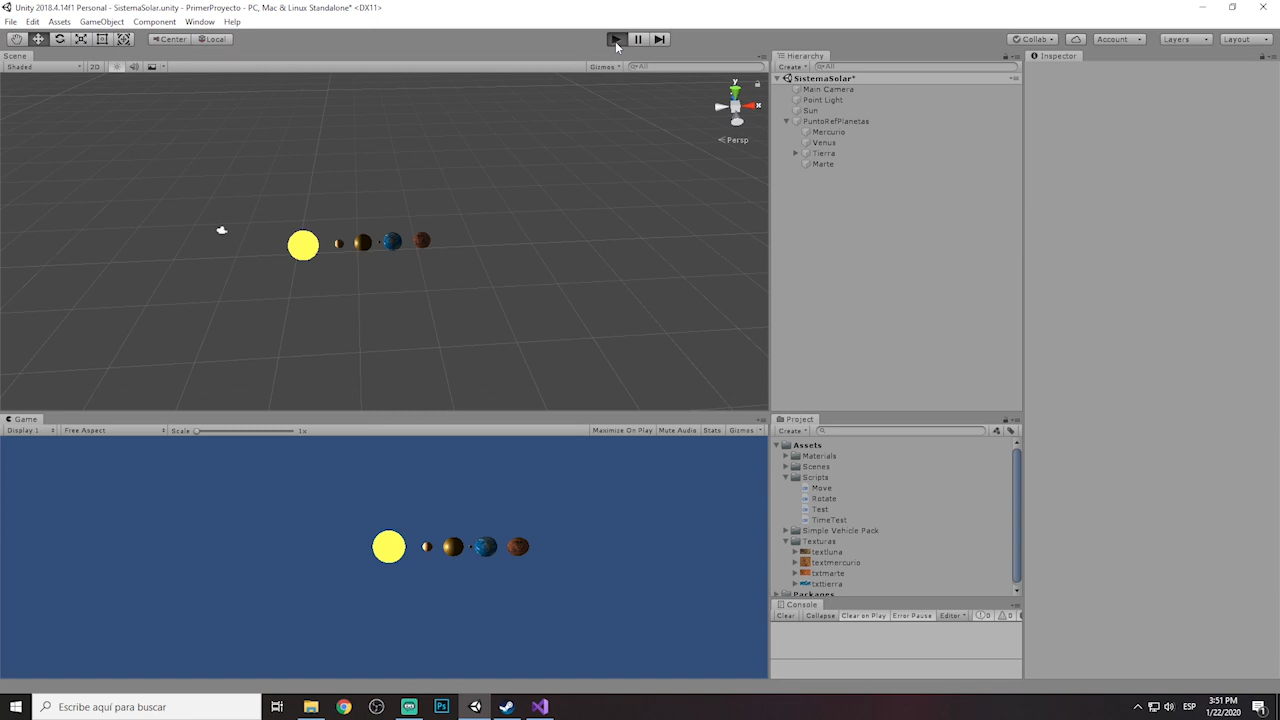 Unity 2018.4.14f1 Personal - SistemaSolar.unity - PrimerProyecto - PC, Mac & Linux Standalone* <DX11>
File Edit Assets GameObject Component Window Help
Center Local Collab Account Layers Layout
Scene
Shaded 2D Gizmos All
y
x
Persp
Hierarchy
Create All
SistemaSolar*
Main Camera
Point Light
Sun
PuntoRefPlanetas
Mercurio
Venus
Tierra
Marte
Inspector
Game
Display 1 Free Aspect Scale 1x Maximize On Play Mute Audio Stats Gizmos
Project
Create
Assets
Materials
Scenes
Scripts
Move
Rotate
Test
TimeTest
Simple Vehicle Pack
Texturas
textluna
textmercurio
txtmarte
txttierra
Packages
Console
Clear Collapse Clear on Play Error Pause Editor 0 0
Escribe aquí para buscar
Ps
ESP
3:51 PM
1/22/2020
1